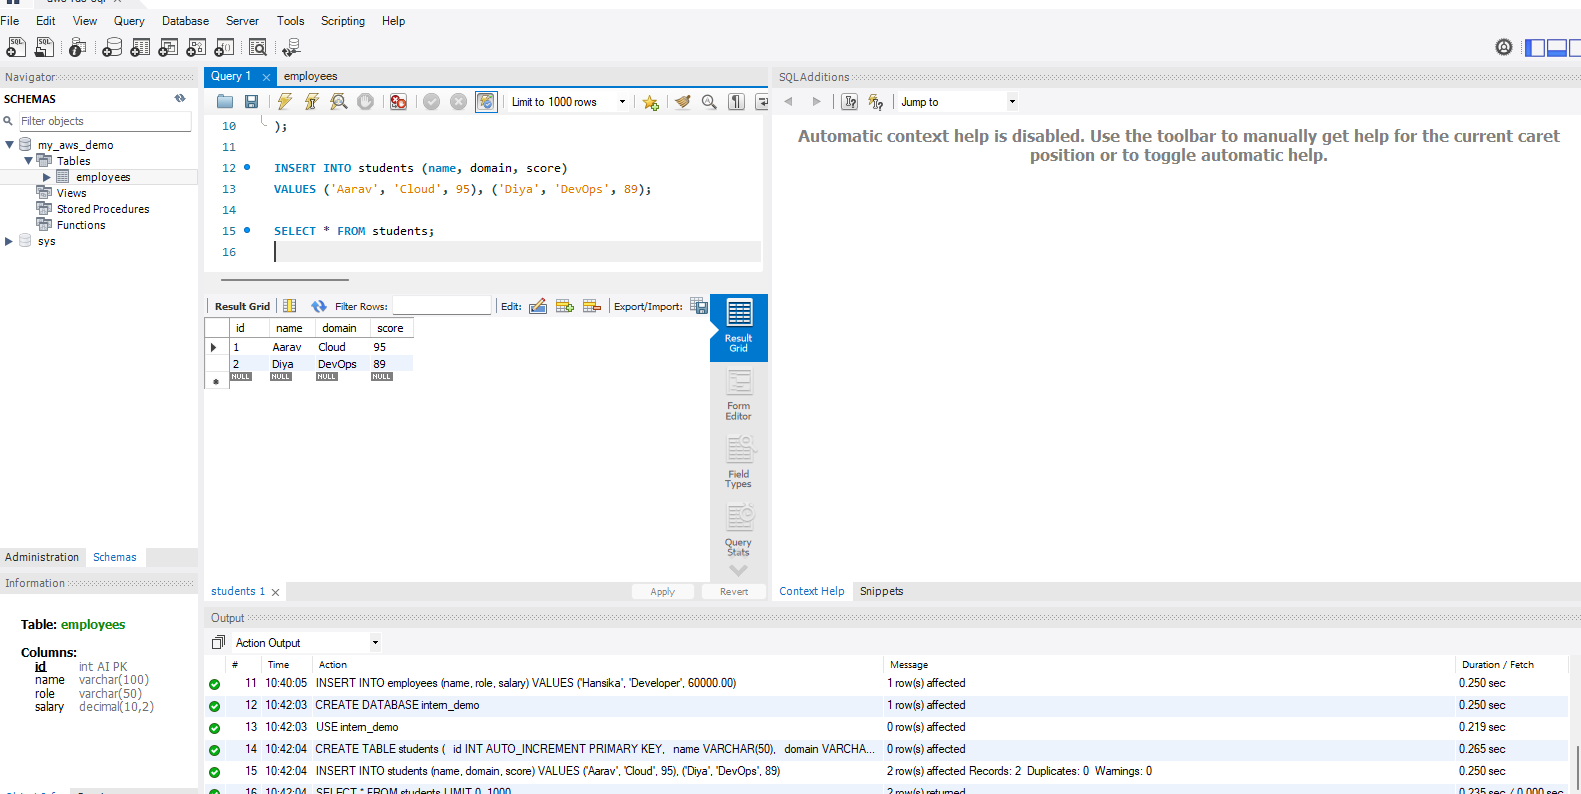 File Edit View Query Database Server Tools Scripting Help
Navigator
SCHEMAS
Filter objects
my_aws_demo
Tables
employees
Views
Stored Procedures
Functions
sys
Administration Schemas
Information
Table: employees
Columns:
id int AI PK
name varchar(100)
role varchar(50)
salary decimal(10,2)
Query 1 employees
Limit to 1000 rows
10 );
11
12 INSERT INTO students (name, domain, score)
13 VALUES ('Aarav', 'Cloud', 95), ('Diya', 'DevOps', 89);
14
15 SELECT * FROM students;
16
Result Grid Filter Rows: Edit: Export/Import:
id name domain score
1 Aarav Cloud 95
2 Diya DevOps 89
NULL NULL NULL NULL
Result
Grid
Form
Editor
Field
Types
Query
Stats
students 1 Apply Revert
SQLAdditions
Jump to
Automatic context help is disabled. Use the toolbar to manually get help for the current caret
position or to toggle automatic help.
Context Help Snippets
Output
Action Output
# Time Action Message Duration / Fetch
11 10:40:05 INSERT INTO employees (name, role, salary) VALUES ('Hansika', 'Developer', 60000.00) 1 row(s) affected 0.250 sec
12 10:42:03 CREATE DATABASE intern_demo 1 row(s) affected 0.250 sec
13 10:42:03 USE intern_demo 0 row(s) affected 0.219 sec
14 10:42:04 CREATE TABLE students ( id INT AUTO_INCREMENT PRIMARY KEY, name VARCHAR(50), domain VARCHA... 0 row(s) affected 0.265 sec
15 10:42:04 INSERT INTO students (name, domain, score) VALUES ('Aarav', 'Cloud', 95), ('Diya', 'DevOps', 89) 2 row(s) affected Records: 2 Duplicates: 0 Warnings: 0 0.250 sec
16 10:42:04 SELECT * FROM students LIMIT 0, 1000 2 row(s) returned 0.235 sec / 0.000 sec